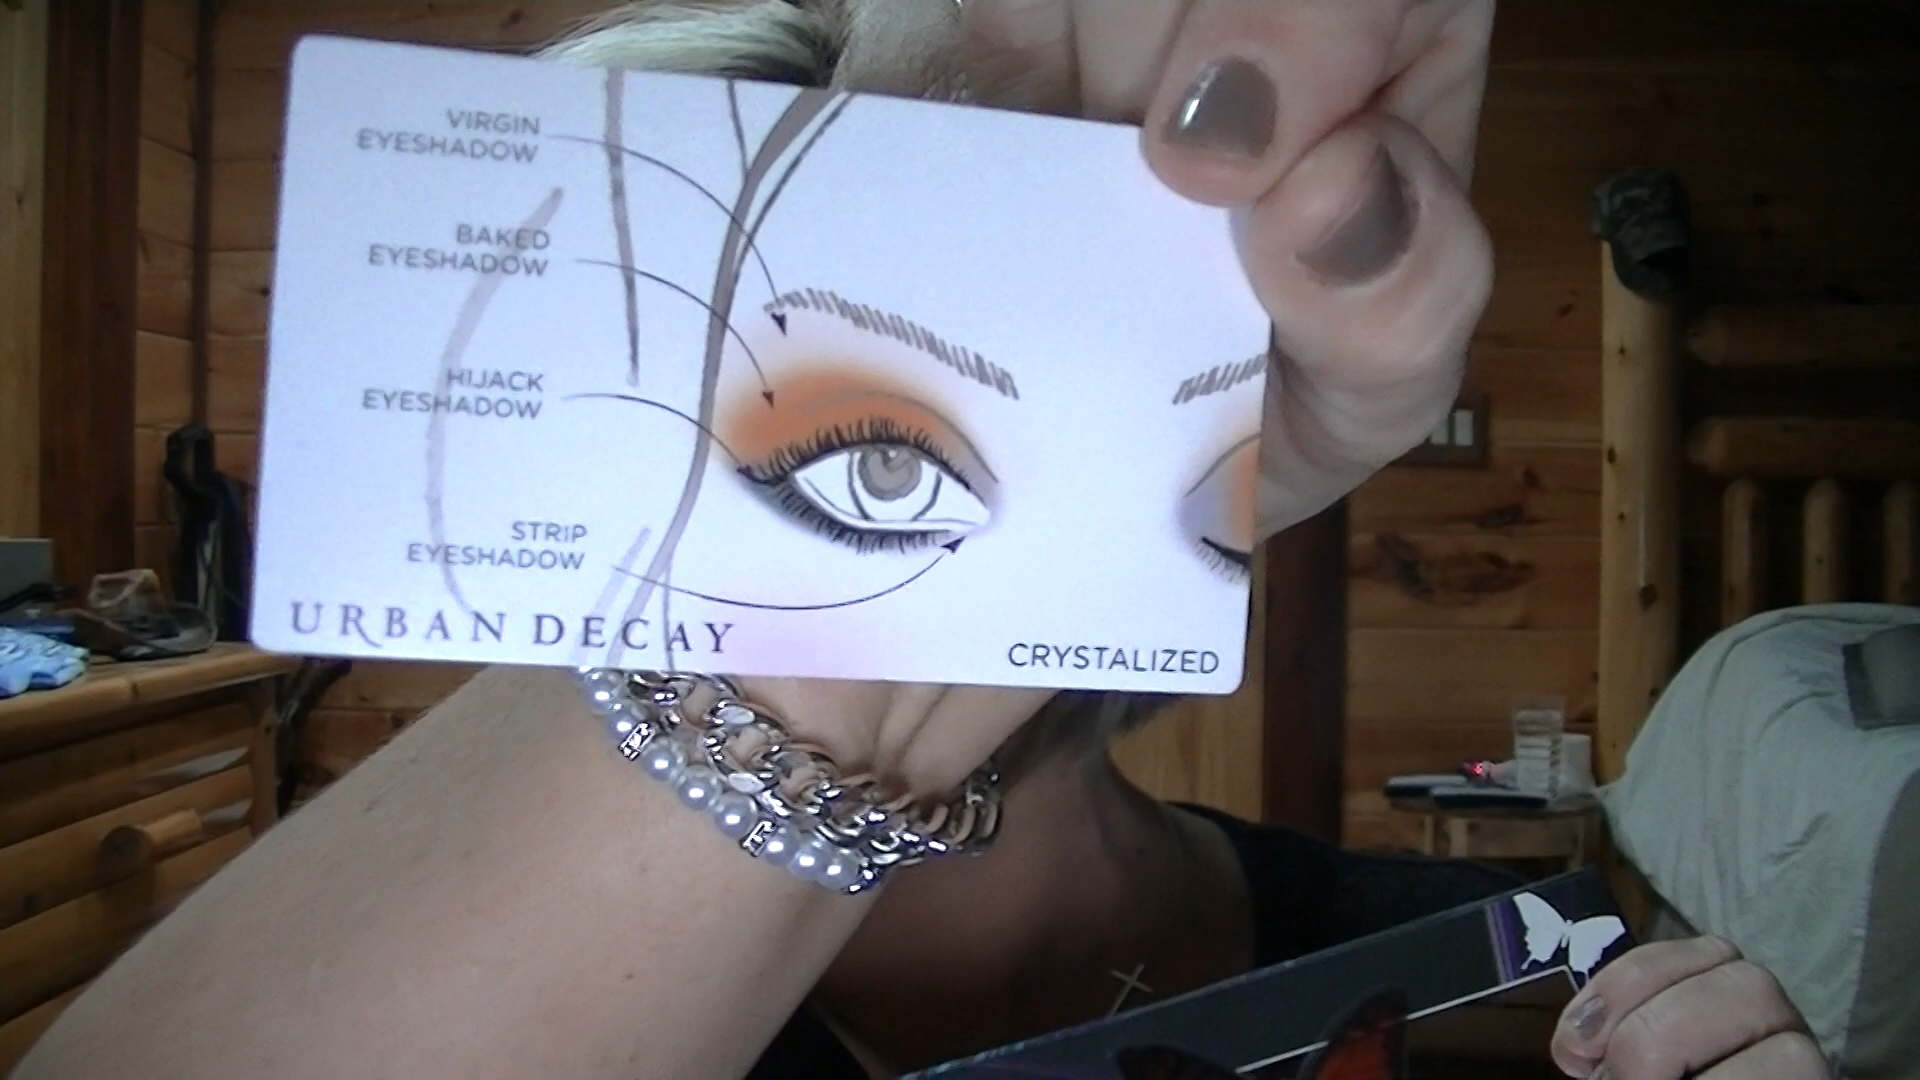 VIRGIN
EYESHADOW
BAKED
EYESHADOW
HIJACK
EYESHADOW
STRIP
EYESHADOW
URBAN DECAY
CRYSTALIZED